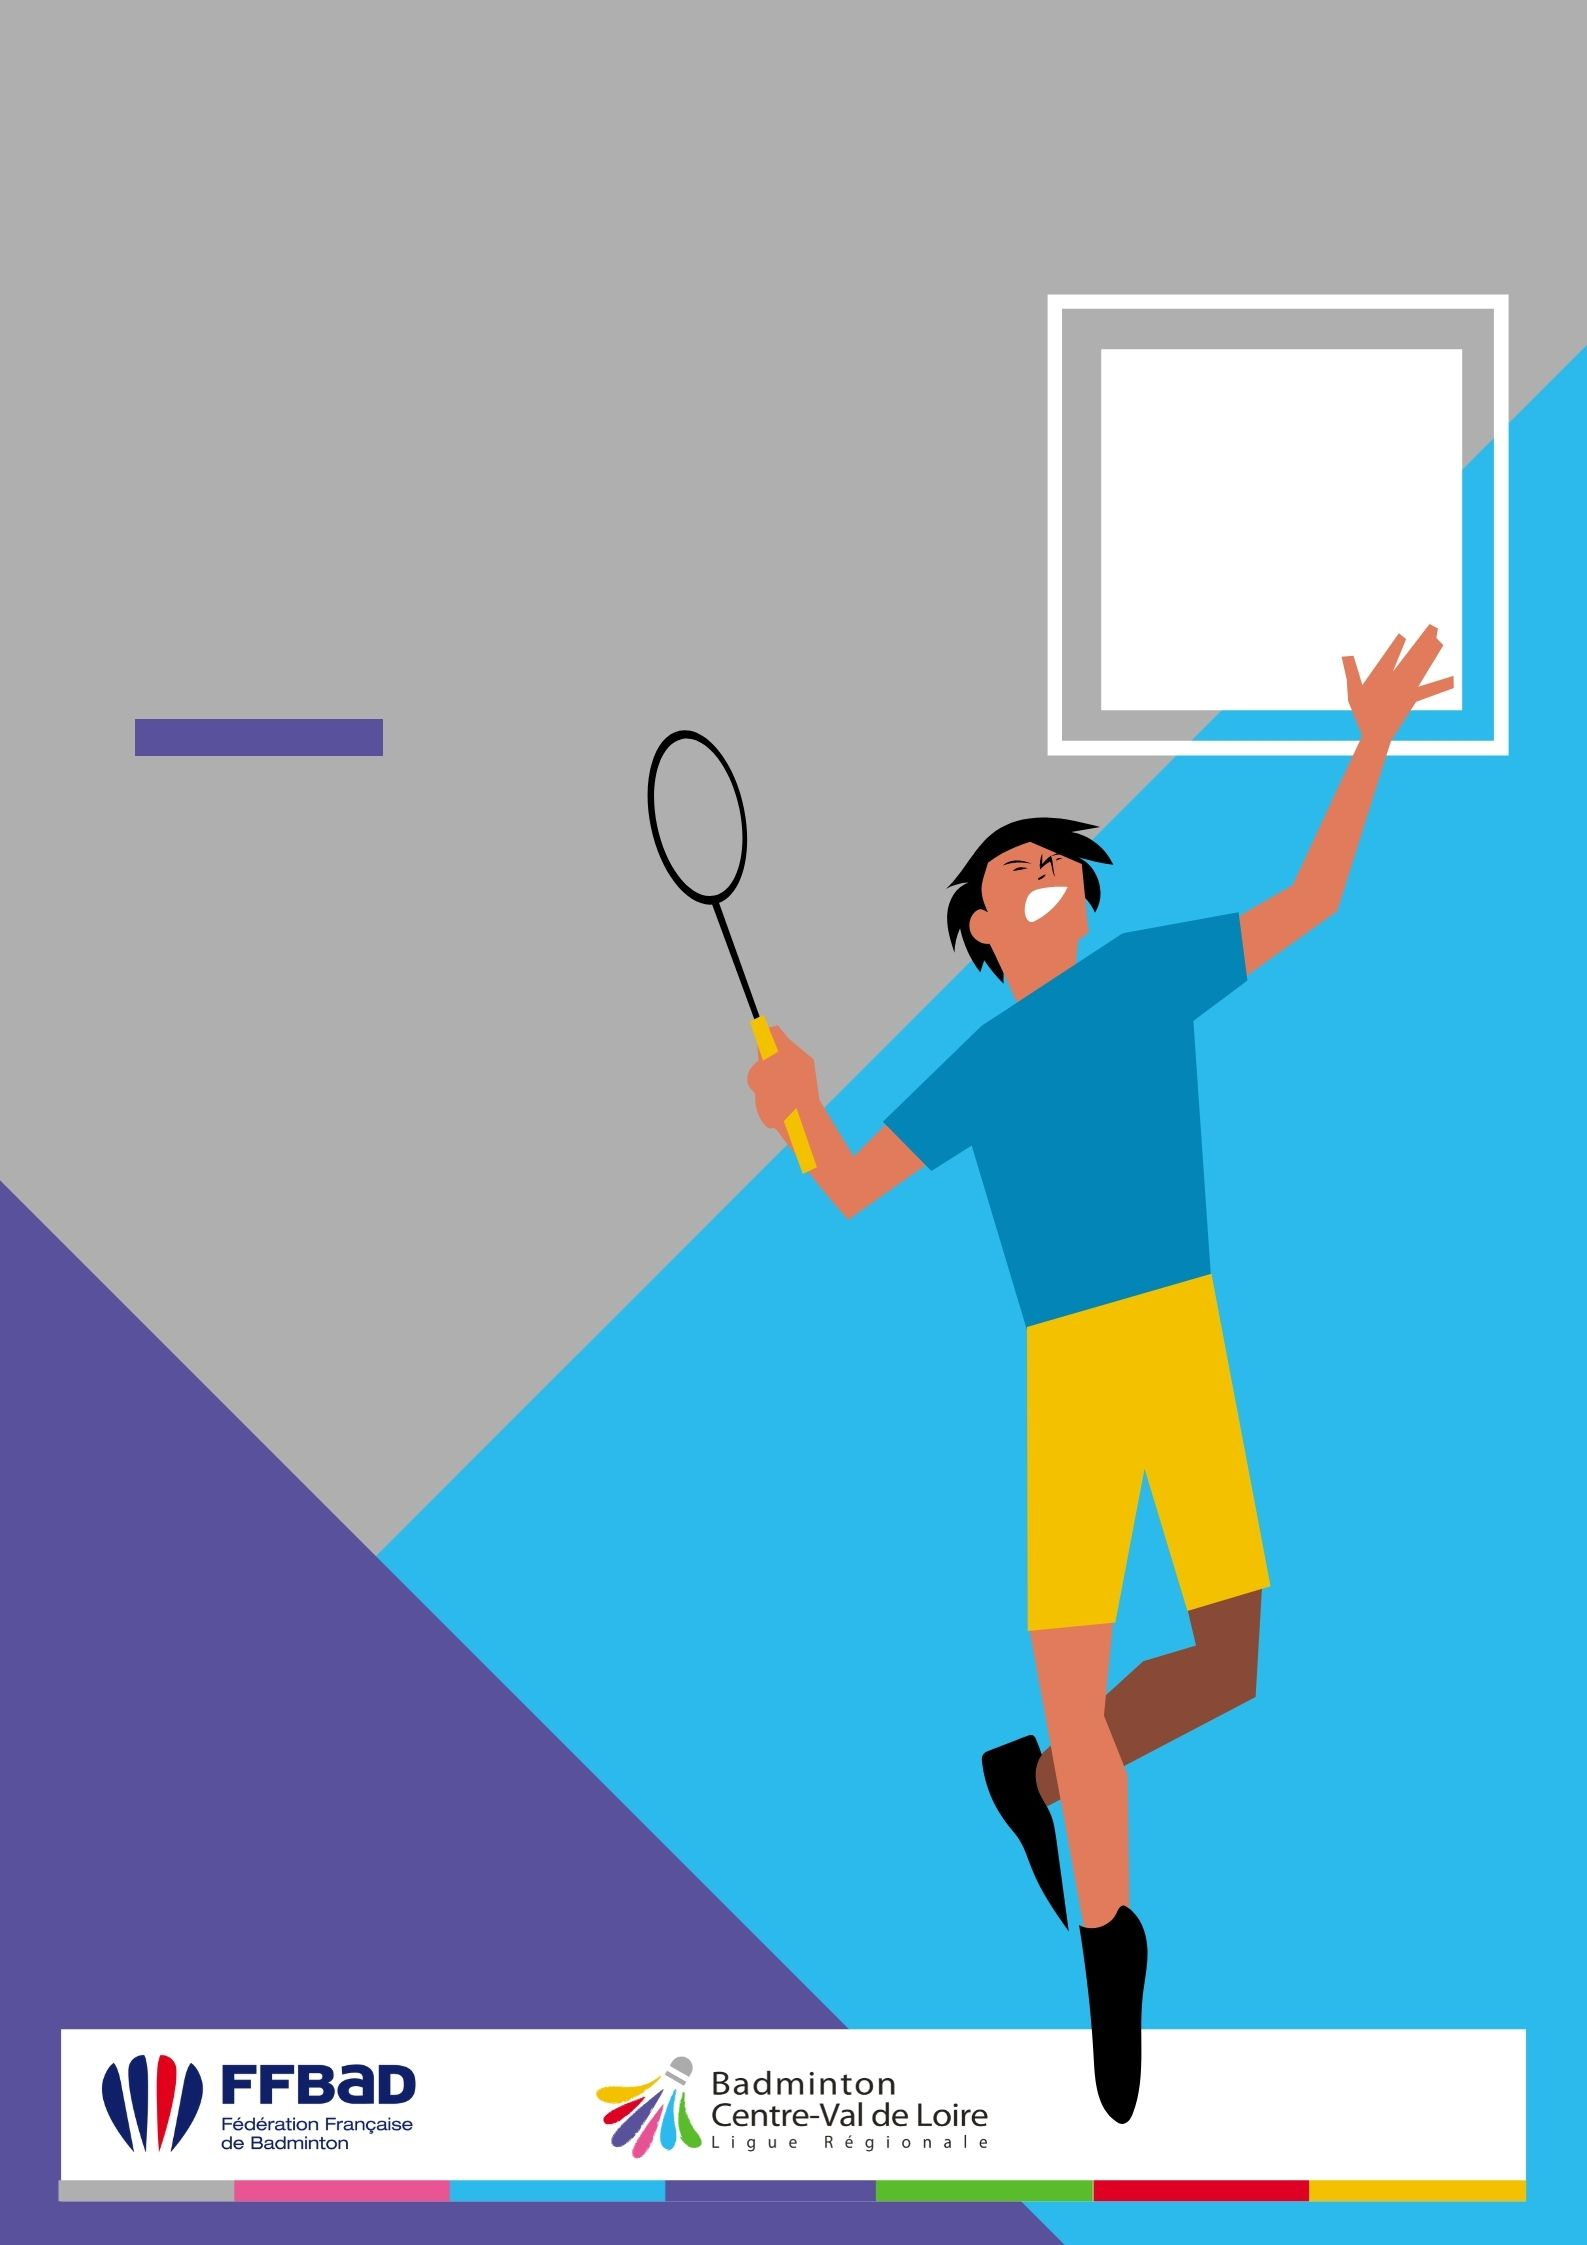 FFBaD
Fédération Française
de Badminton
Badminton
Centre-Val de Loire
Ligue Régionale